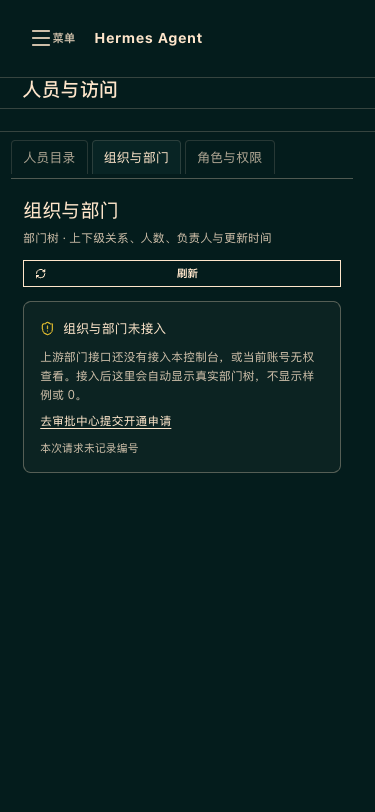 菜单 Hermes Agent
人员与访问
人员目录 组织与部门 角色与权限
组织与部门
部门树 · 上下级关系、人数、负责人与更新时间
刷新
组织与部门未接入
上游部门接口还没有接入本控制台，或当前账号无权
查看。接入后这里会自动显示真实部门树，不显示样
例或 0。
去审批中心提交开通申请
本次请求未记录编号